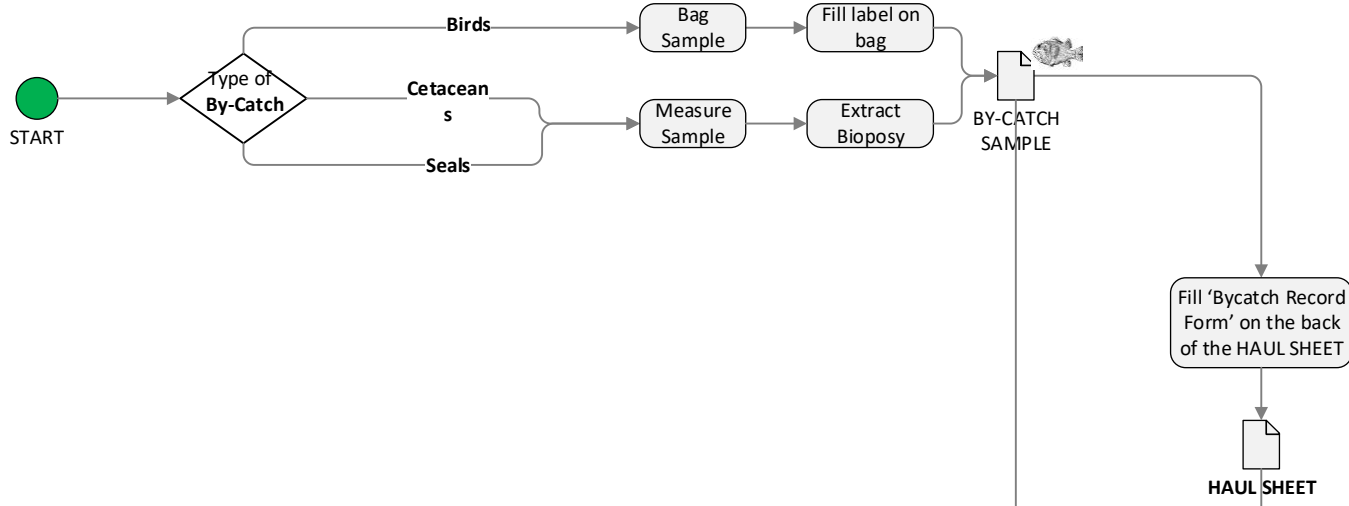 Birds
Bag
Sample
Fill label on
bag
Type of
By-Catch
START
Cetacean
s
Seals
Measure
Sample
Extract
Bioposy
BY-CATCH
SAMPLE
Fill ‘Bycatch Record
Form’ on the back
of the HAUL SHEET
HAUL SHEET